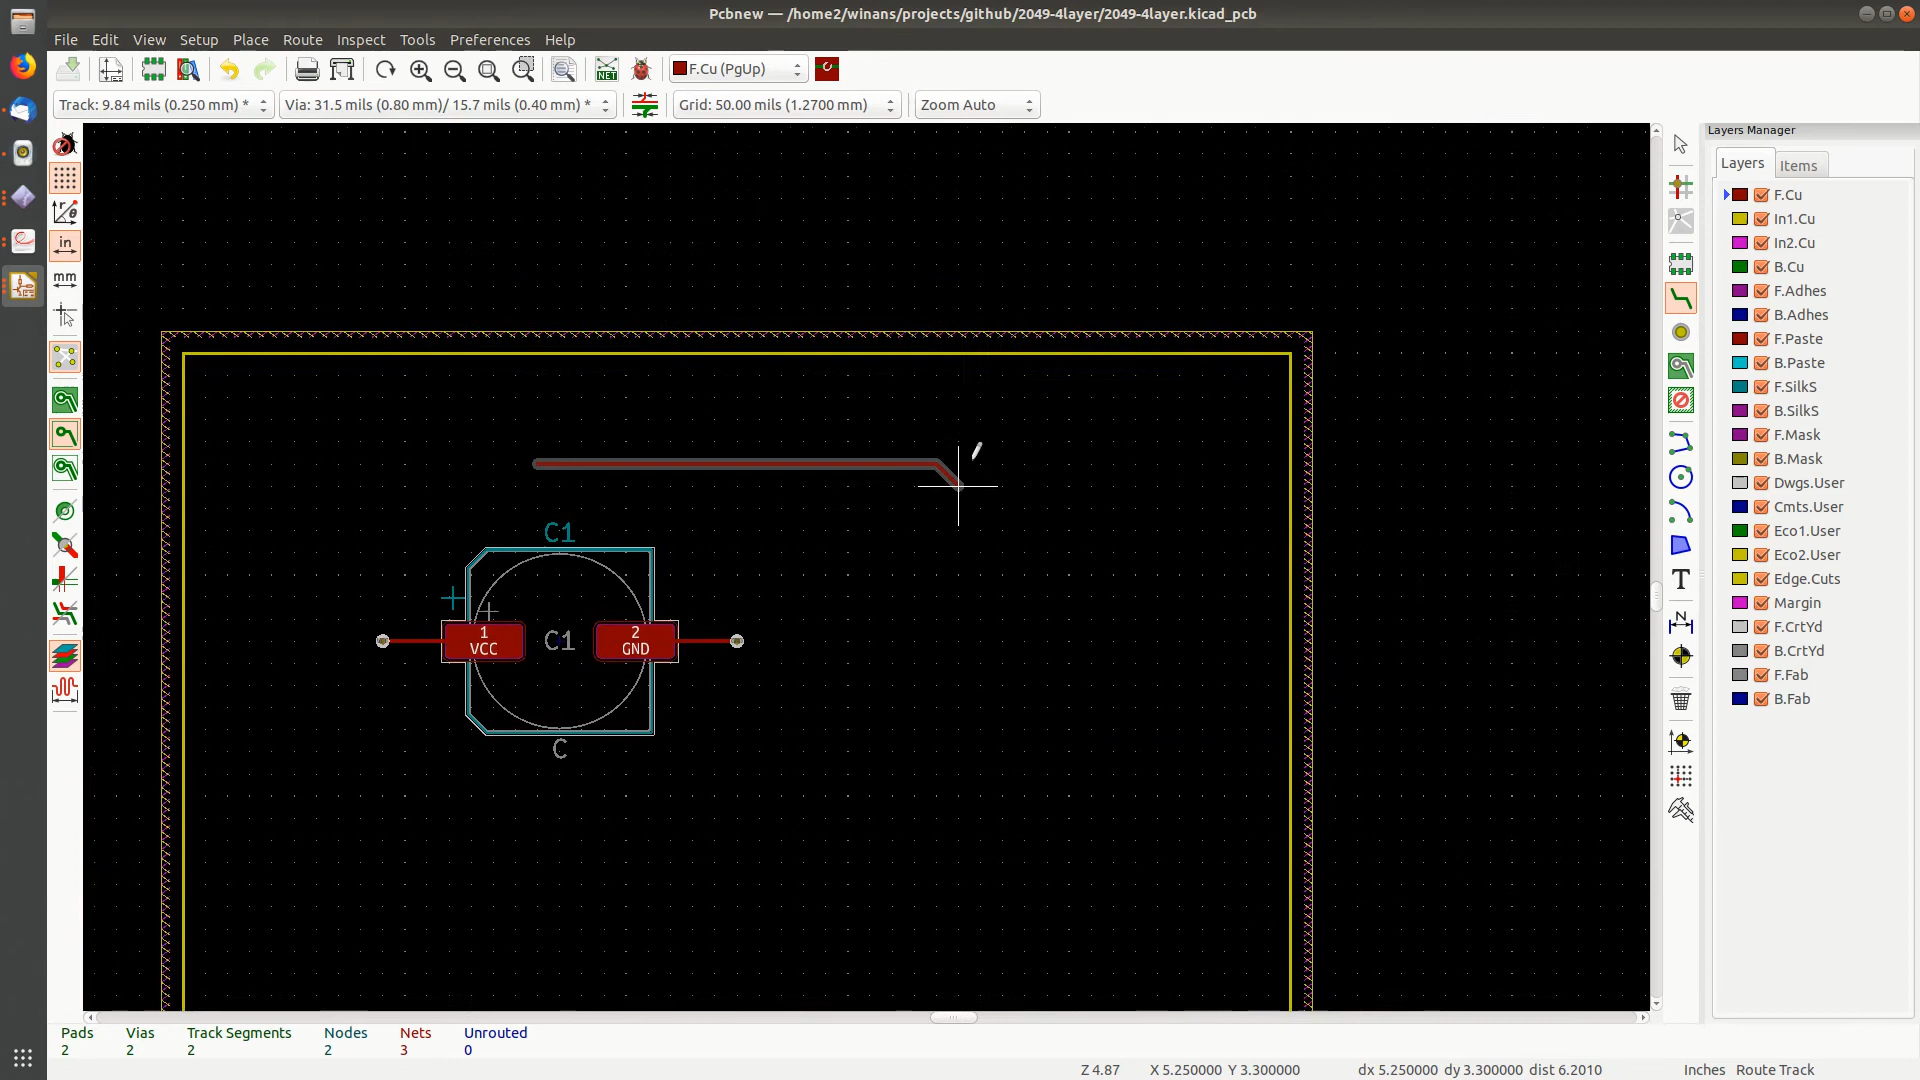 Pcbnew — /home2/winans/projects/github/2049-4layer/2049-4layer.kicad_pcb
File Edit View Setup Place Route Inspect Tools Preferences Help
NET
F.Cu (PgUp)
Track: 9.84 mils (0.250 mm) *
Via: 31.5 mils (0.80 mm)/ 15.7 mils (0.40 mm) *
Grid: 50.00 mils (1.2700 mm)
Zoom Auto
in
mm
C1
1
VCC
C1
2
GND
C
T
N
Layers Manager
Layers
Items
F.Cu
In1.Cu
In2.Cu
B.Cu
F.Adhes
B.Adhes
F.Paste
B.Paste
F.SilkS
B.SilkS
F.Mask
B.Mask
Dwgs.User
Cmts.User
Eco1.User
Eco2.User
Edge.Cuts
Margin
F.CrtYd
B.CrtYd
F.Fab
B.Fab
Pads Vias Track Segments Nodes Nets Unrouted
2 2 2 2 3 0
Z 4.87 X 5.250000 Y 3.300000 dx 5.250000 dy 3.300000 dist 6.2010 Inches Route Track